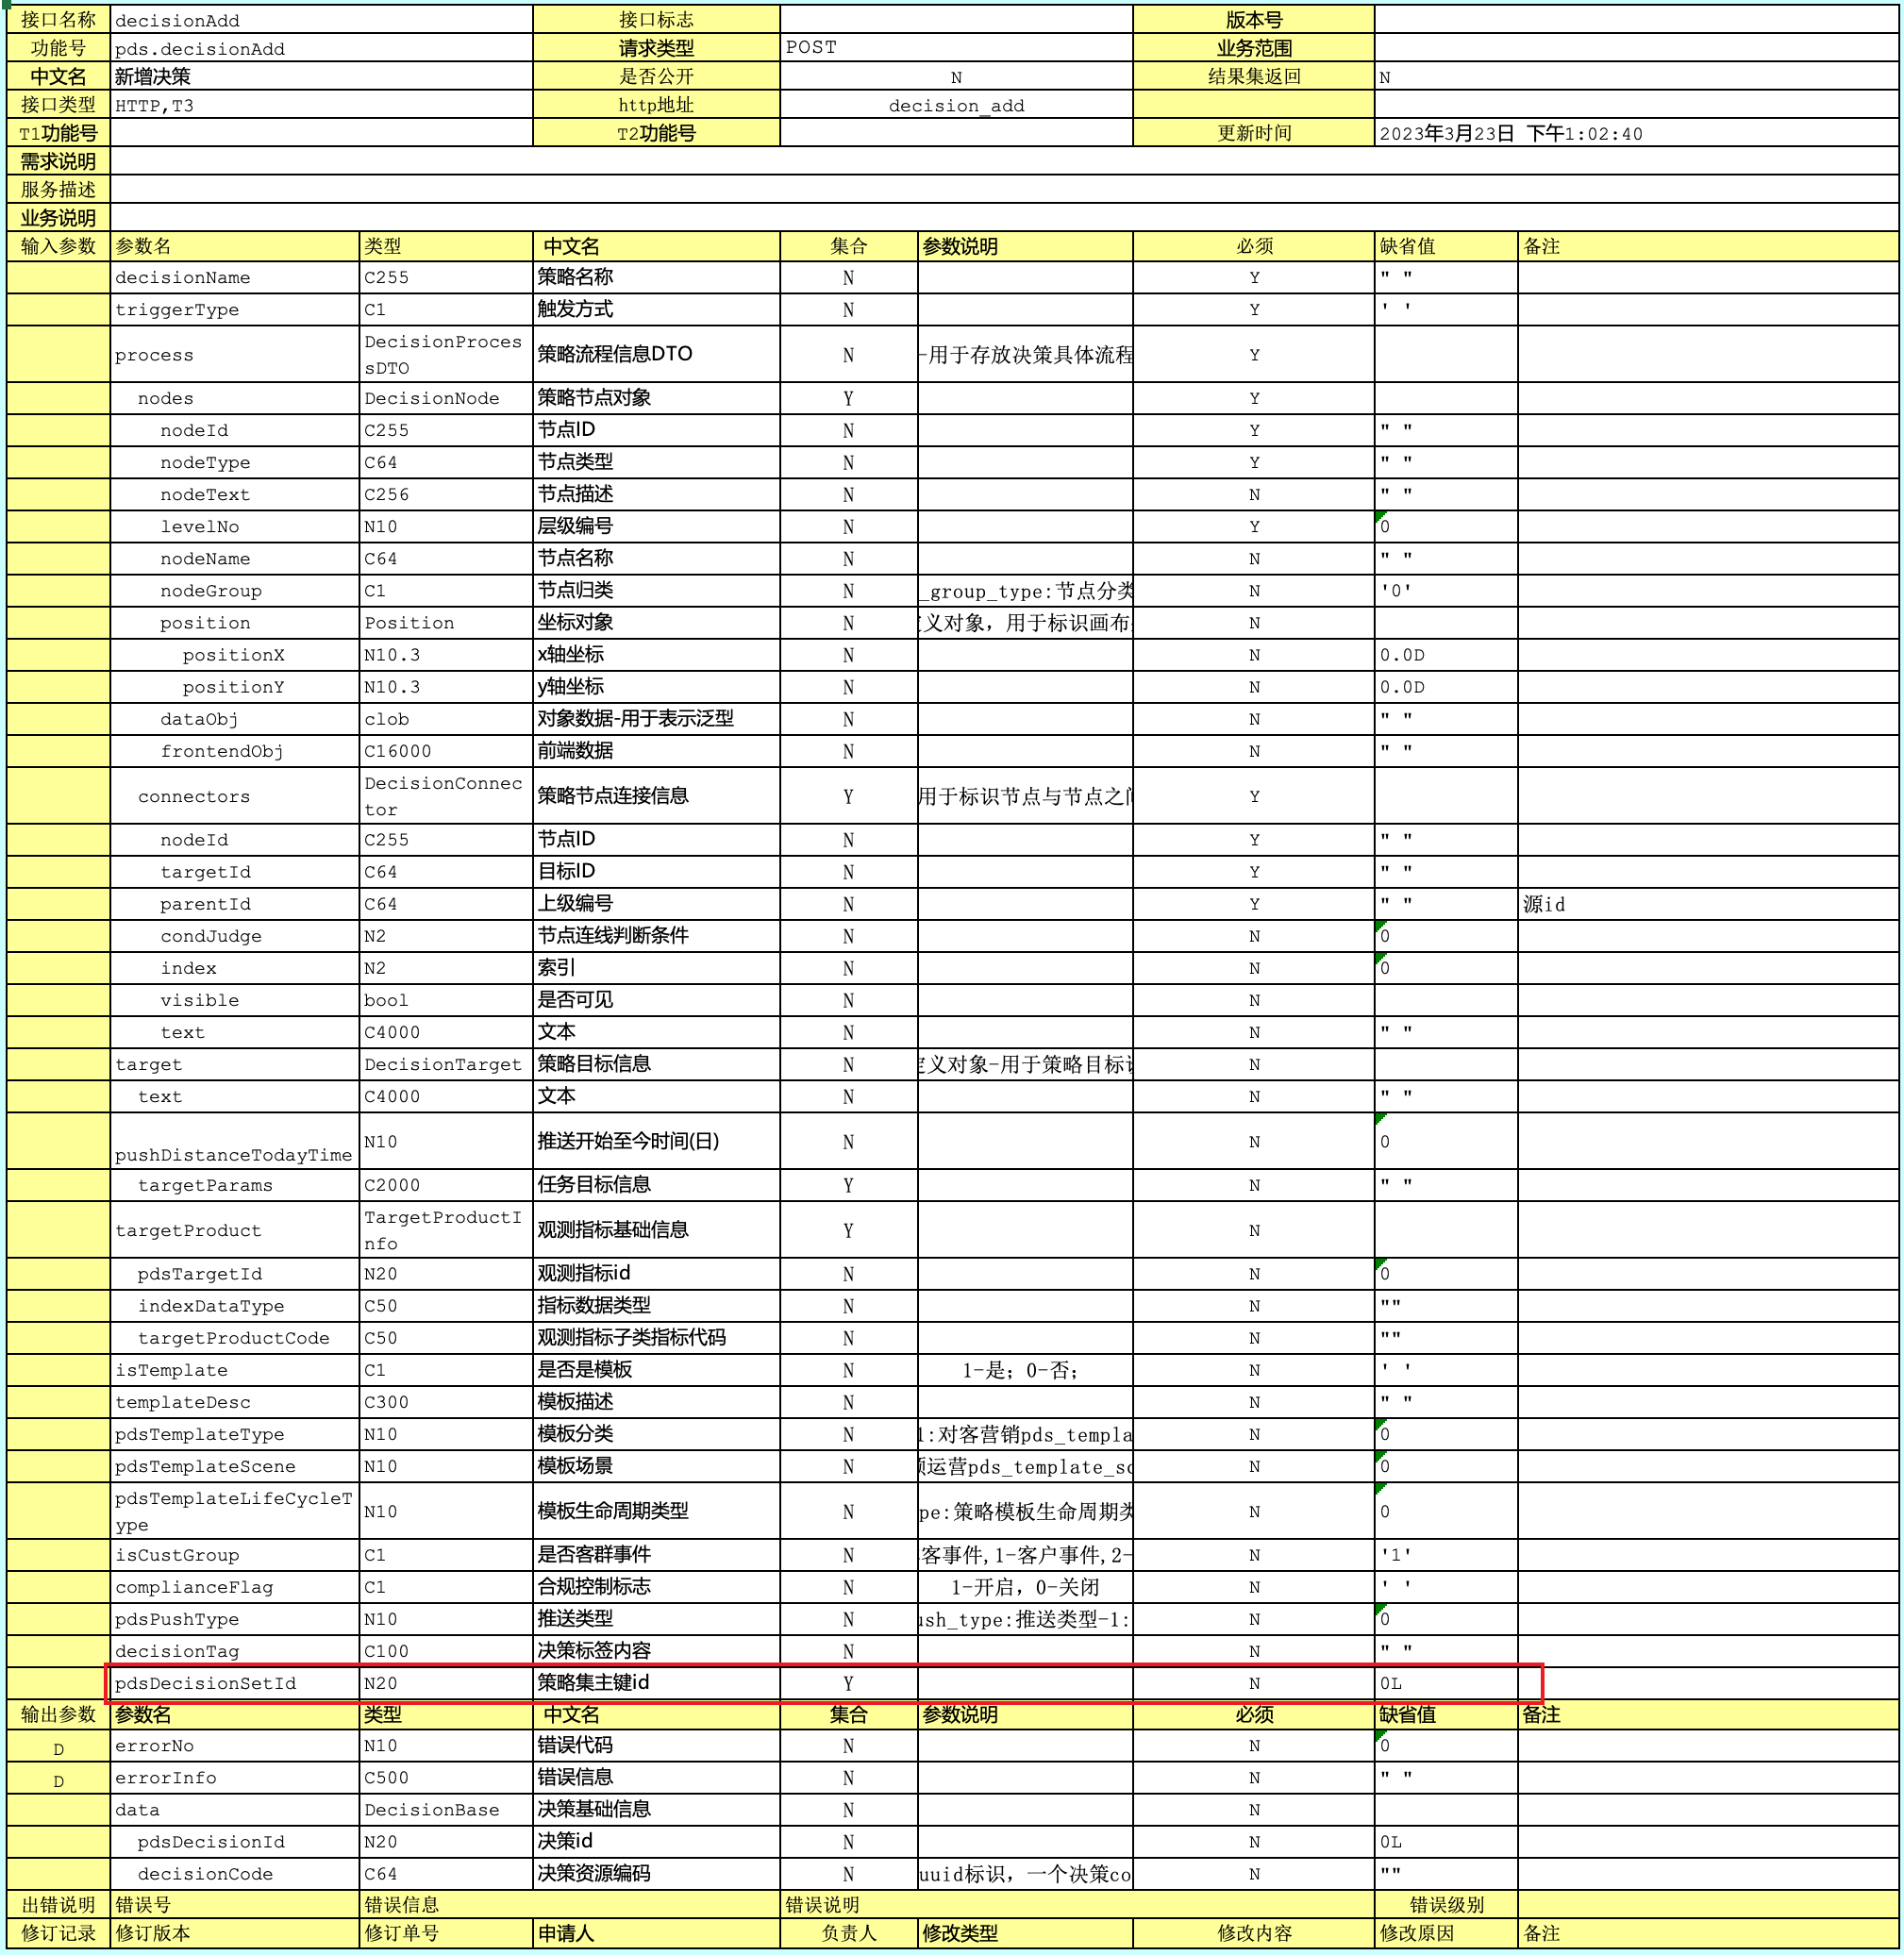 接口名称 decisionAdd 接口标志 版本号
功能号 pds.decisionAdd 请求类型 POST 业务范围
中文名 新增决策 是否公开 N 结果集返回 N
接口类型 HTTP,T3 http地址 decision_add
T1功能号 T2功能号 更新时间 2023年3月23日 下午1:02:40
需求说明
服务描述
业务说明
输入参数 参数名 类型 中文名 集合 参数说明 必须 缺省值 备注
decisionName C255 策略名称 N Y " "
triggerType C1 触发方式 N Y ' '
process DecisionProces
sDTO 策略流程信息DTO N -用于存放决策具体流程 Y
nodes DecisionNode 策略节点对象 Y Y
nodeId C255 节点ID N Y " "
nodeType C64 节点类型 N Y " "
nodeText C256 节点描述 N N " "
levelNo N10 层级编号 N Y 0
nodeName C64 节点名称 N N " "
nodeGroup C1 节点归类 N _group_type:节点分类 N '0'
position Position 坐标对象 N 义对象，用于标识画布 N
positionX N10.3 x轴坐标 N N 0.0D
positionY N10.3 y轴坐标 N N 0.0D
dataObj clob 对象数据-用于表示泛型 N N " "
frontendObj C16000 前端数据 N N " "
connectors DecisionConnec
tor 策略节点连接信息 Y 用于标识节点与节点之间 Y
nodeId C255 节点ID N Y " "
targetId C64 目标ID N Y " "
parentId C64 上级编号 N Y " " 源id
condJudge N2 节点连线判断条件 N N 0
index N2 索引 N N 0
visible bool 是否可见 N N
text C4000 文本 N N " "
target DecisionTarget 策略目标信息 N 义对象-用于策略目标 N
text C4000 文本 N N " "
pushDistanceTodayTime N10 推送开始至今时间(日) N N 0
targetParams C2000 任务目标信息 Y N " "
targetProduct TargetProductI
nfo 观测指标基础信息 Y N
pdsTargetId N20 观测指标id N N 0
indexDataType C50 指标数据类型 N N ""
targetProductCode C50 观测指标子类指标代码 N N ""
isTemplate C1 是否是模板 N 1-是；0-否； N ' '
templateDesc C300 模板描述 N N " "
pdsTemplateType N10 模板分类 N 1:对客营销pds_templa N 0
pdsTemplateScene N10 模板场景 N 运营pds_template_sc N 0
pdsTemplateLifeCycleT
ype N10 模板生命周期类型 N pe:策略模板生命周期类 N 0
isCustGroup C1 是否客群事件 N 客事件,1-客户事件,2- N '1'
complianceFlag C1 合规控制标志 N 1-开启，0-关闭 N ' '
pdsPushType N10 推送类型 N ush_type:推送类型-1: N 0
decisionTag C100 决策标签内容 N N " "
pdsDecisionSetId N20 策略集主键id Y N 0L
输出参数 参数名 类型 中文名 集合 参数说明 必须 缺省值 备注
D errorNo N10 错误代码 N N 0
D errorInfo C500 错误信息 N N " "
data DecisionBase 决策基础信息 N N
pdsDecisionId N20 决策id N N 0L
decisionCode C64 决策资源编码 N uuid标识，一个决策co N ""
出错说明 错误号 错误信息 错误说明 错误级别
修订记录 修订版本 修订单号 申请人 负责人 修改类型 修改内容 修改原因 备注